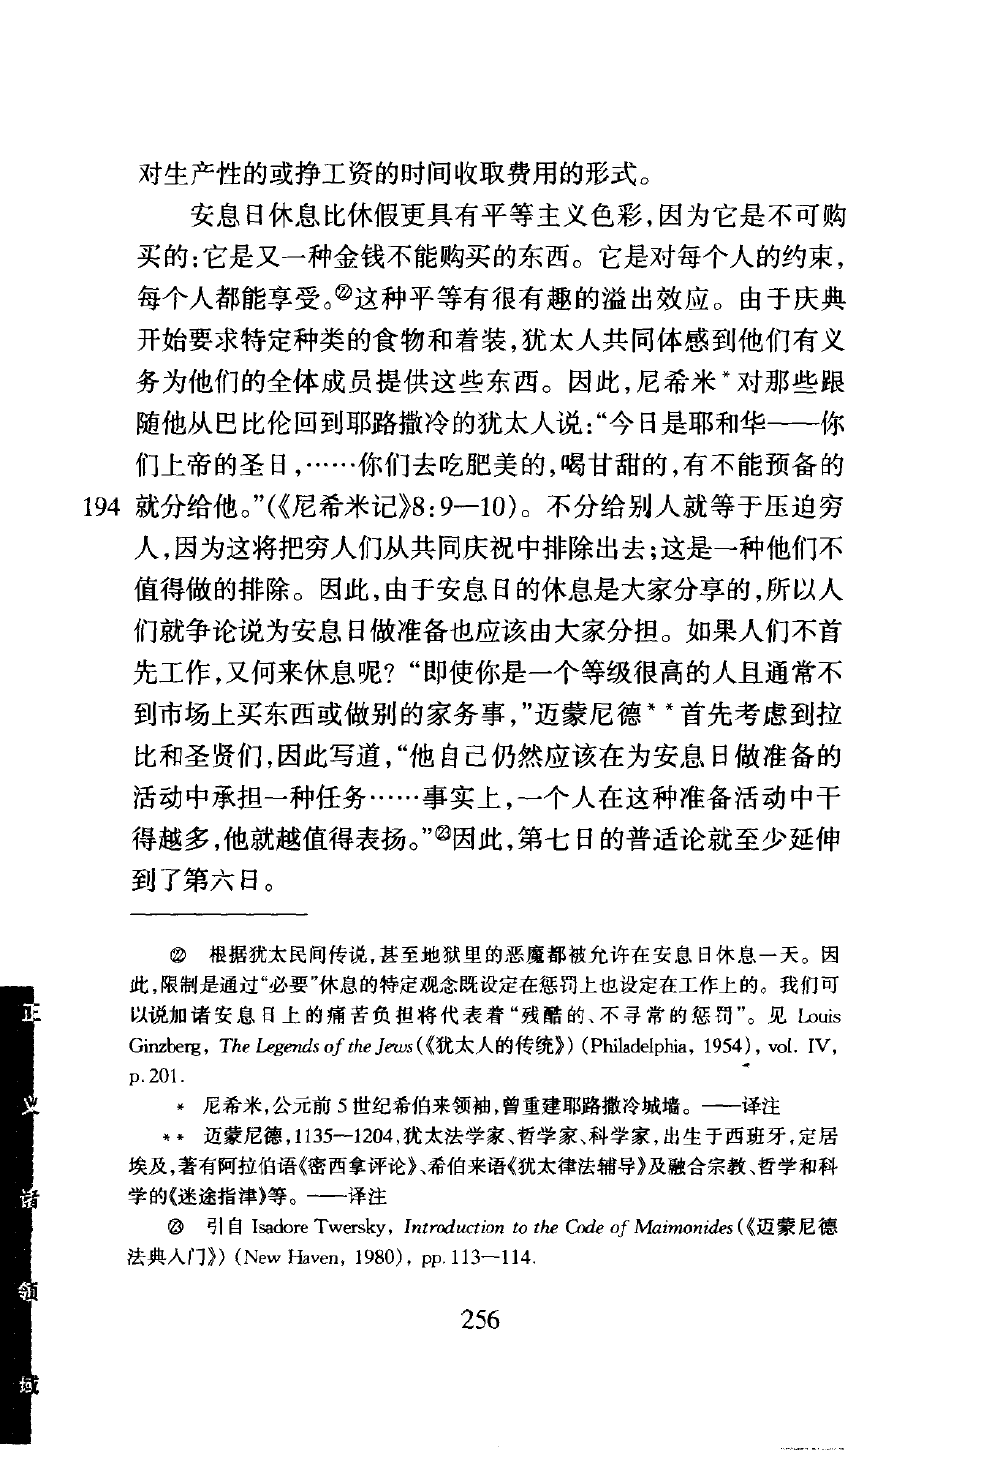 对生产性的或挣工资的时间收取费用的形式。
安息日休息比休假更具有平等主义色彩,因为它是不可购
买的:它是又一种金钱不能购买的东西。它是对每个人的约束,
每个人都能享受。㉒这种平等有很有趣的溢出效应。由于庆典
开始要求特定种类的食物和着装,犹太人共同体感到他们有义
务为他们的全体成员提供这些东西。因此,尼希米*对那些跟
随他从巴比伦回到耶路撒冷的犹太人说:“今日是耶和华——你
们上帝的圣日,……你们去吃肥美的,喝甘甜的,有不能预备的
194 就分给他。”(《尼希米记》8:9—10)。不分给别人就等于压迫穷
人,因为这将把穷人们从共同庆祝中排除出去;这是一种他们不
值得做的排除。因此,由于安息日的休息是大家分享的,所以人
们就争论说为安息日做准备也应该由大家分担。如果人们不首
先工作,又何来休息呢?“即使你是一个等级很高的人且通常不
到市场上买东西或做别的家务事,”迈蒙尼德**首先考虑到拉
比和圣贤们,因此写道,“他自己仍然应该在为安息日做准备的
活动中承担一种任务……事实上,一个人在这种准备活动中干
得越多,他就越值得表扬。”㉓因此,第七日的普适论就至少延伸
到了第六日。
㉒ 根据犹太民间传说,甚至地狱里的恶魔都被允许在安息日休息一天。因
此,限制是通过“必要”休息的特定观念既设定在惩罚上也设定在工作上的。我们可
以说加诸安息日上的痛苦负担将代表着“残酷的、不寻常的惩罚”。见 Louis
Ginzberg, The Legends of the Jews(《犹太人的传统》)(Philadelphia, 1954), vol. IV,
p.201.
* 尼希米,公元前5世纪希伯来领袖,曾重建耶路撒冷城墙。——译注
** 迈蒙尼德,1135—1204,犹太法学家、哲学家、科学家,出生于西班牙,定居
埃及,著有阿拉伯语《密西拿评论》、希伯来语《犹太律法辅导》及融合宗教、哲学和科
学的《迷途指津》等。——译注
㉓ 引自 Isadore Twersky, Introduction to the Code of Maimonides(《迈蒙尼德
法典入门》)(New Haven, 1980), pp.113—114.
256
正
义
诸
领
域